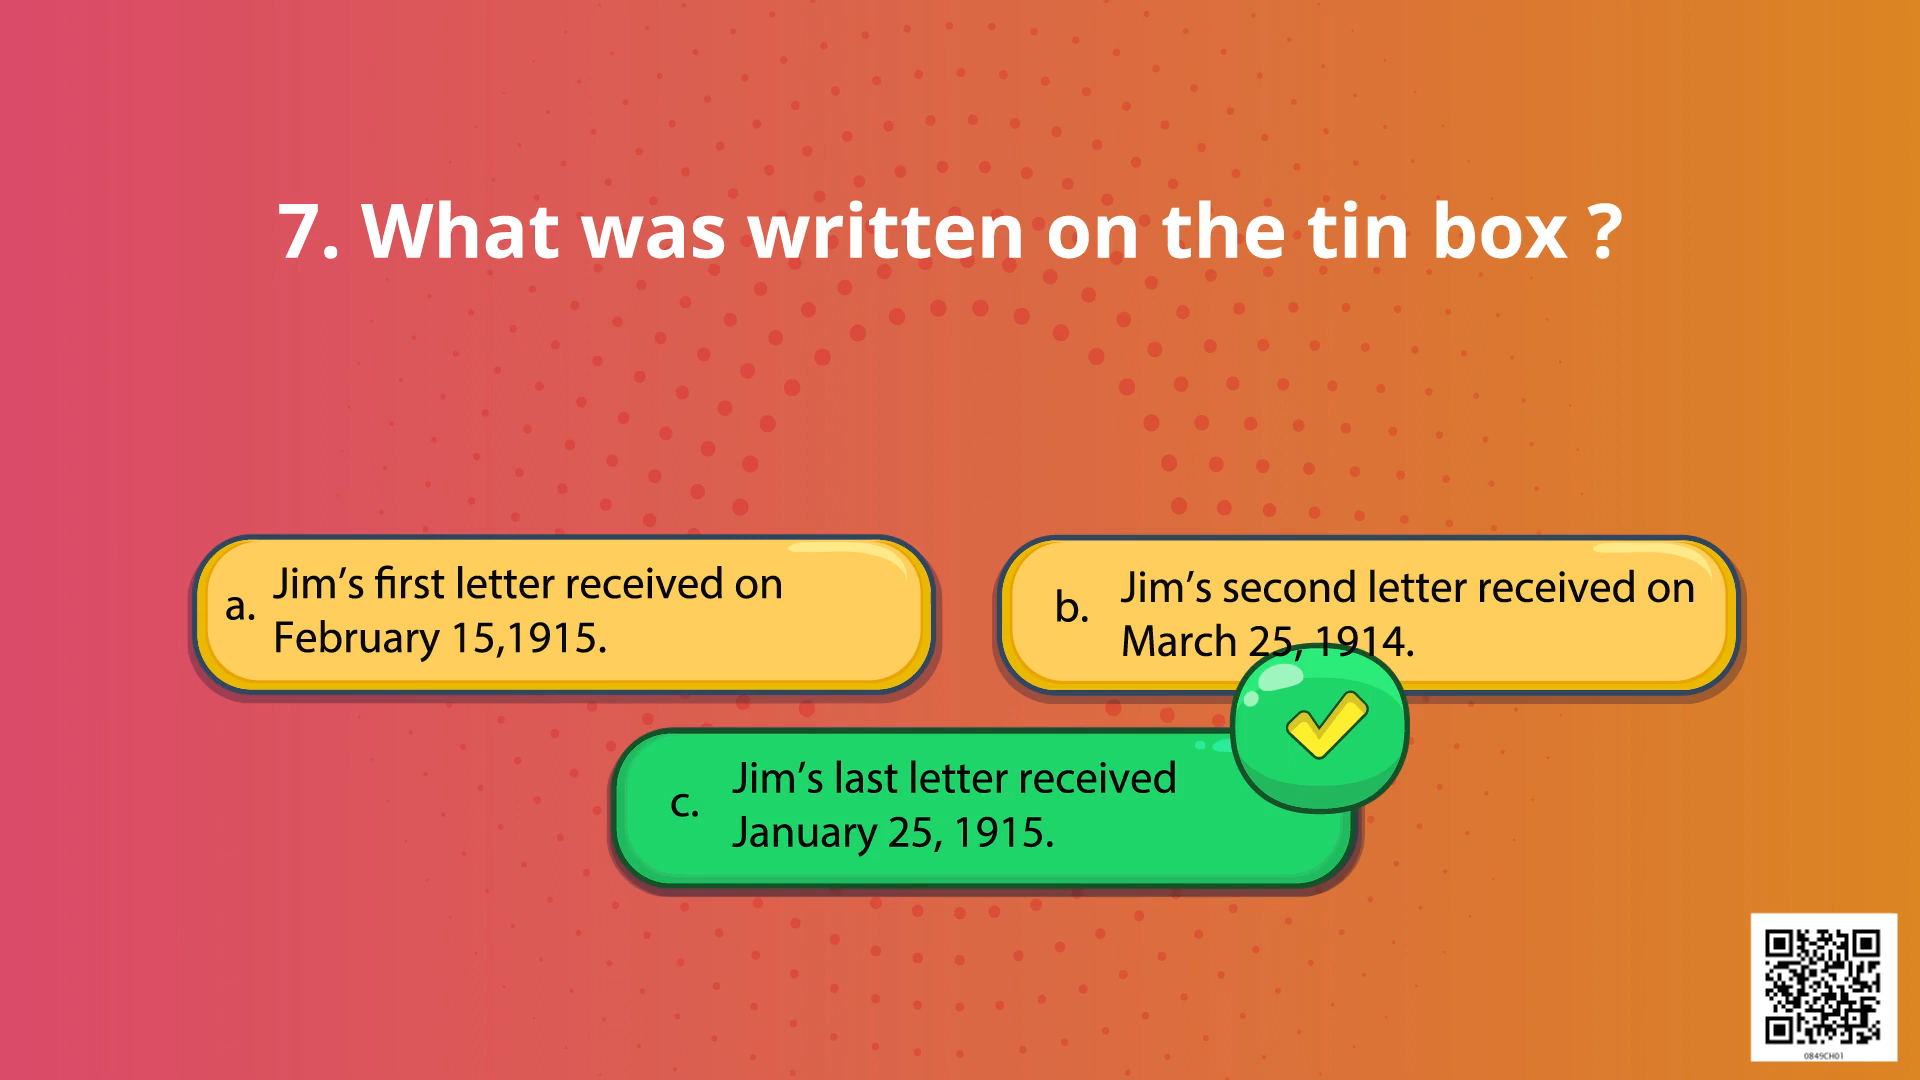 7. What was written on the tin box ?
a. Jim's first letter received on
February 15,1915.
b. Jim's second letter received on
March 25, 1914.
c. Jim's last letter received
January 25, 1915.
0849CH01